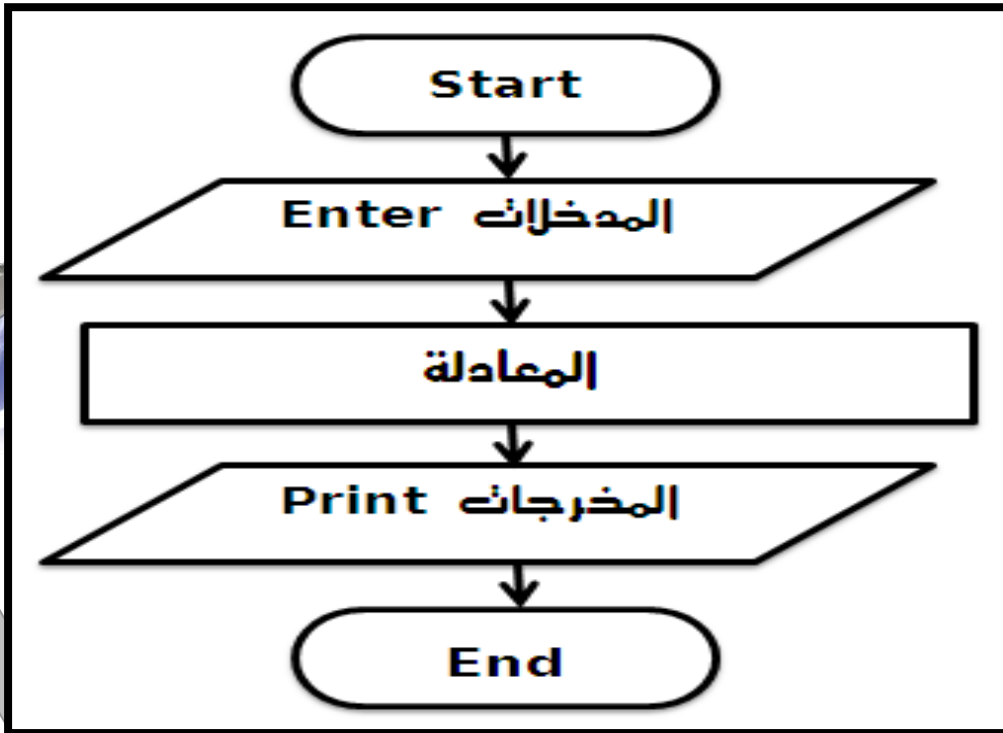 Start
Enter المدخلات
المعادلة
Print المخرجات
End